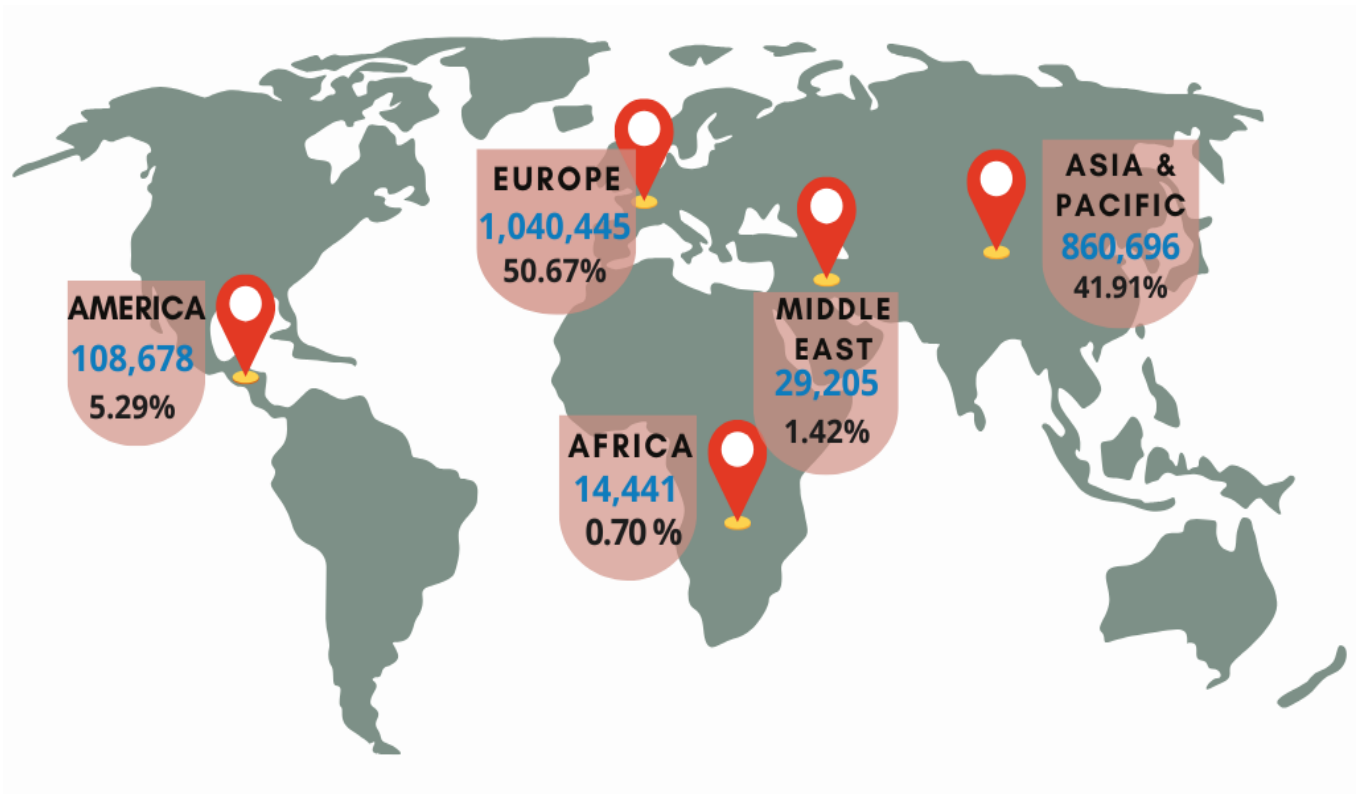 EUROPE
1,040,445
50.67%
ASIA &
PACIFIC
860,696
41.91%
AMERICA
108,678
5.29%
MIDDLE
EAST
29,205
1.42%
AFRICA
14,441
0.70 %